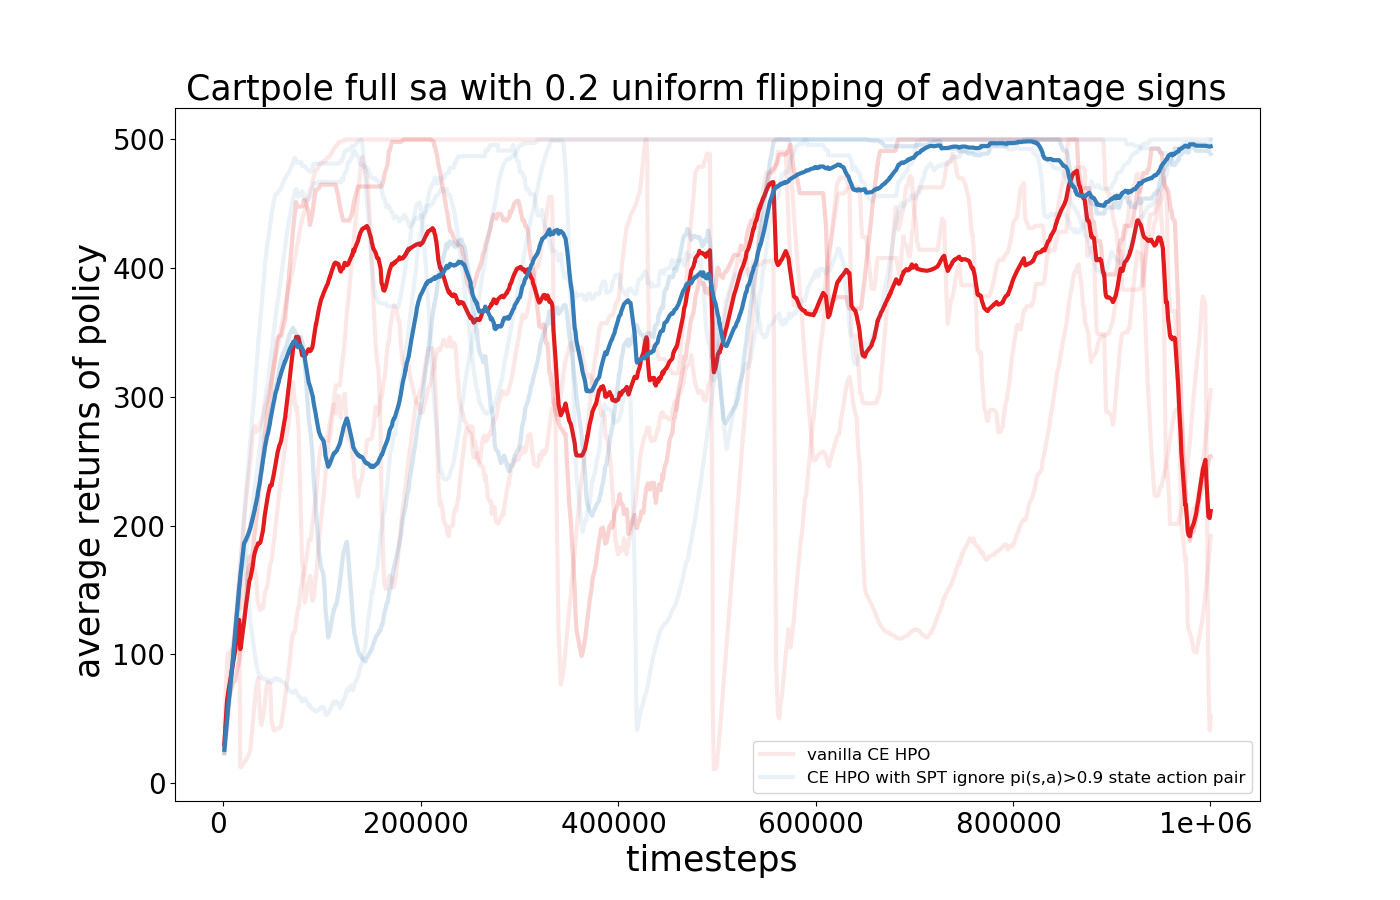 Cartpole full sa with 0.2 uniform flipping of advantage signs
average returns of policy
500
400
300
200
100
0
vanilla CE HPO
CE HPO with SPT ignore pi(s,a)>0.9 state action pair
0 200000 400000 600000 800000 1e+06
timesteps